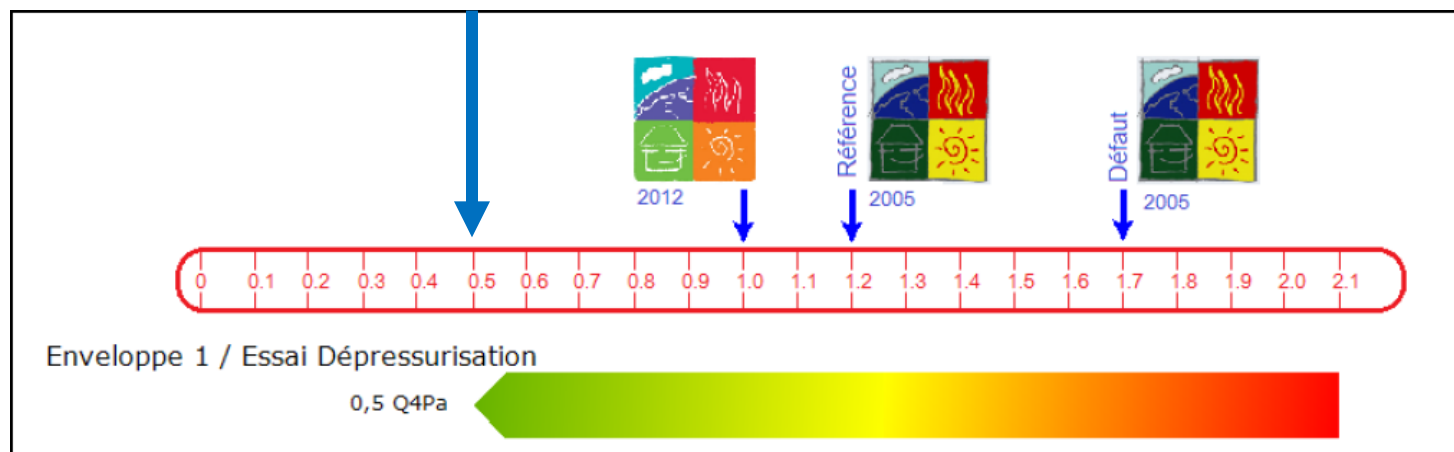 Référence
Défaut
2012
2005
2005
0 0.1 0.2 0.3 0.4 0.5 0.6 0.7 0.8 0.9 1.0 1.1 1.2 1.3 1.4 1.5 1.6 1.7 1.8 1.9 2.0 2.1
Enveloppe 1 / Essai Dépressurisation
0,5 Q4Pa